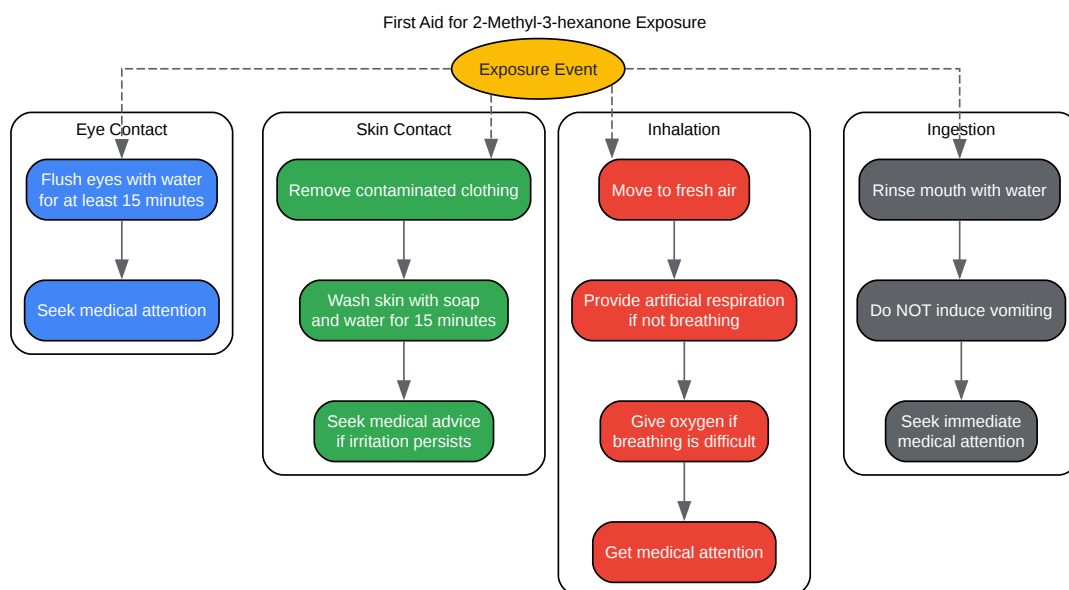 First Aid for 2-Methyl-3-hexanone Exposure
Exposure Event
Eye Contact
Flush eyes with water
for at least 15 minutes
Seek medical attention
Skin Contact
Remove contaminated clothing
Wash skin with soap
and water for 15 minutes
Seek medical advice
if irritation persists
Inhalation
Move to fresh air
Provide artificial respiration
if not breathing
Give oxygen if
breathing is difficult
Get medical attention
Ingestion
Rinse mouth with water
Do NOT induce vomiting
Seek immediate
medical attention